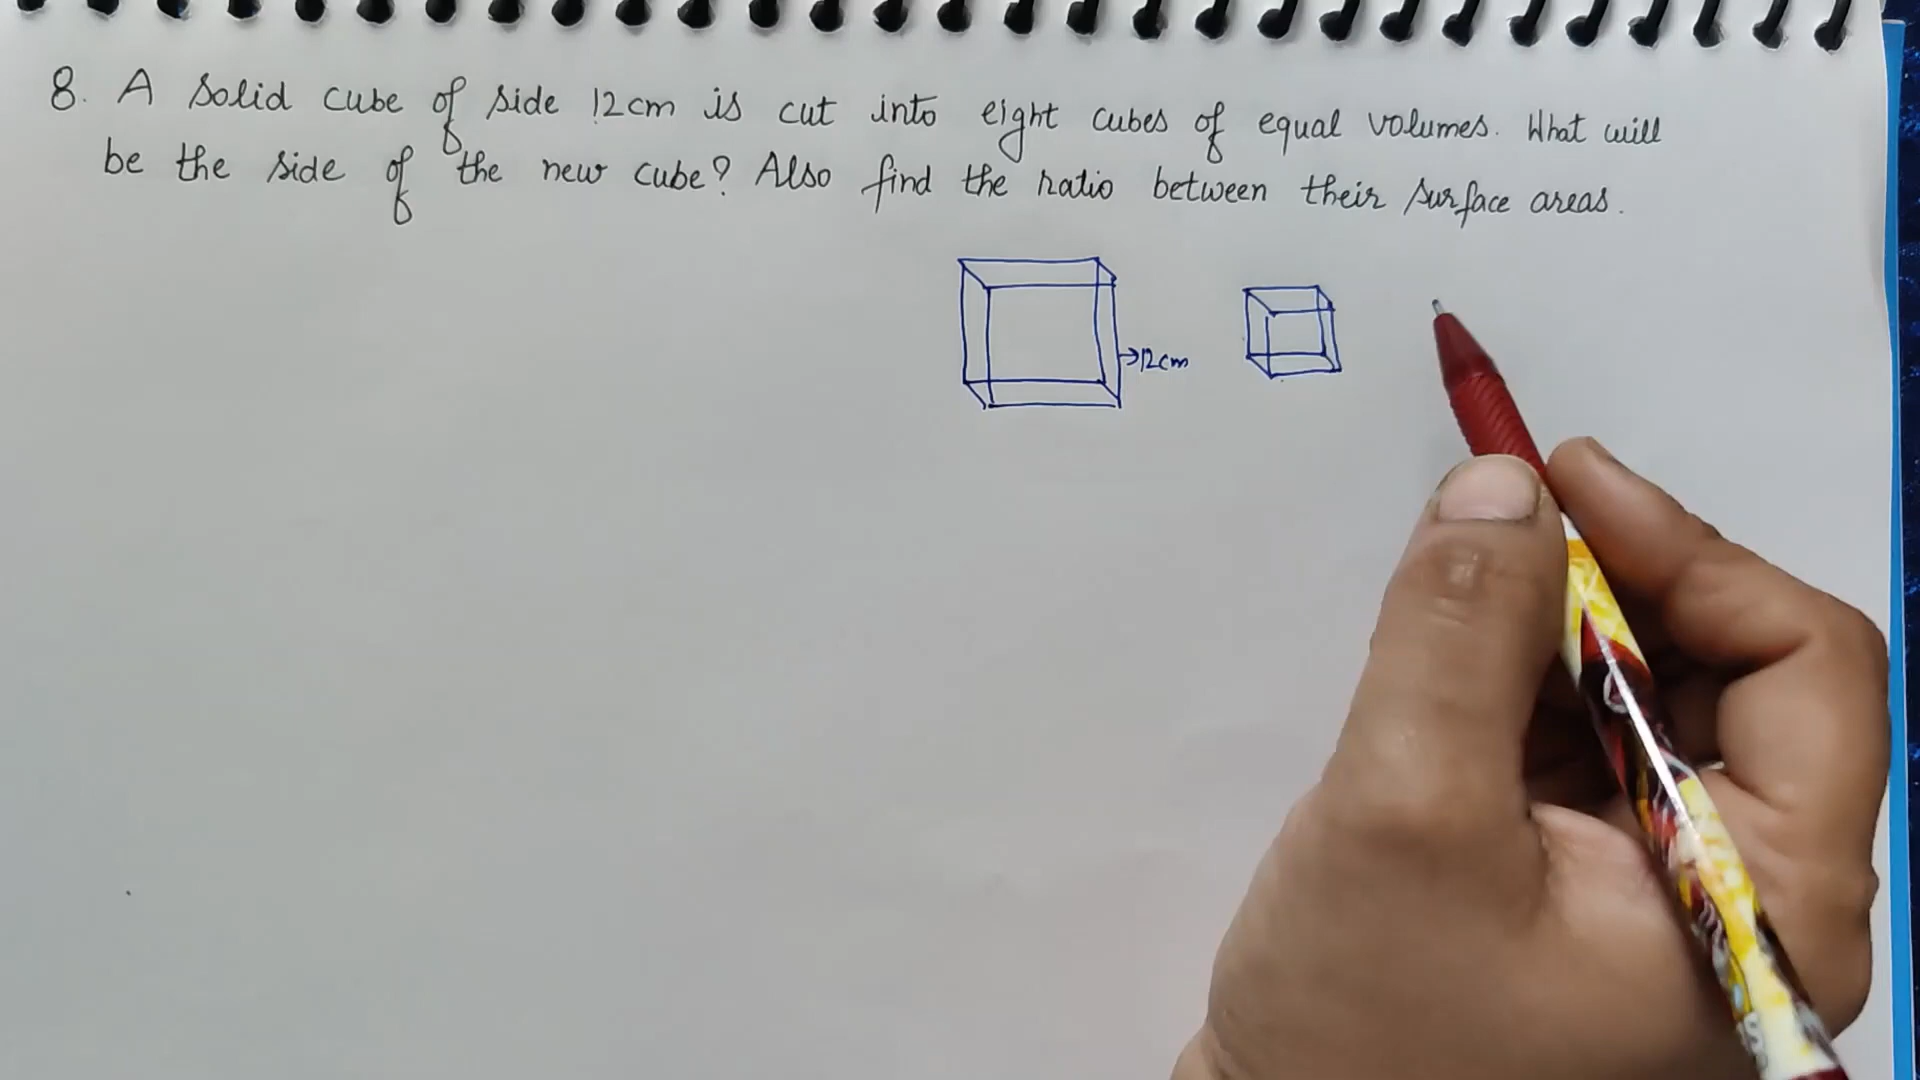 8. A solid cube of side 12cm is cut into eight cubes of equal volumes. What will
be the side of the new cube? Also find the ratio between their surface areas.
→12cm